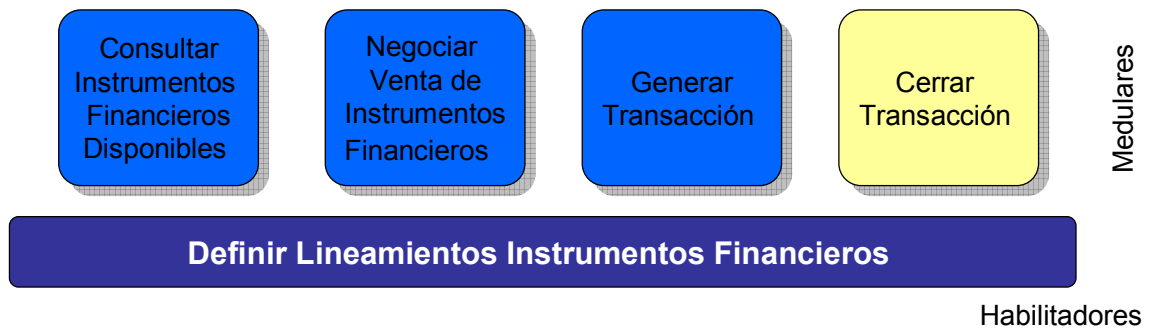 Consultar
Instrumentos
Financieros
Disponibles
Negociar
Venta de
Instrumentos
Financieros
Generar
Transacción
Cerrar
Transacción
Medulares
Definir Lineamientos Instrumentos Financieros
Habilitadores